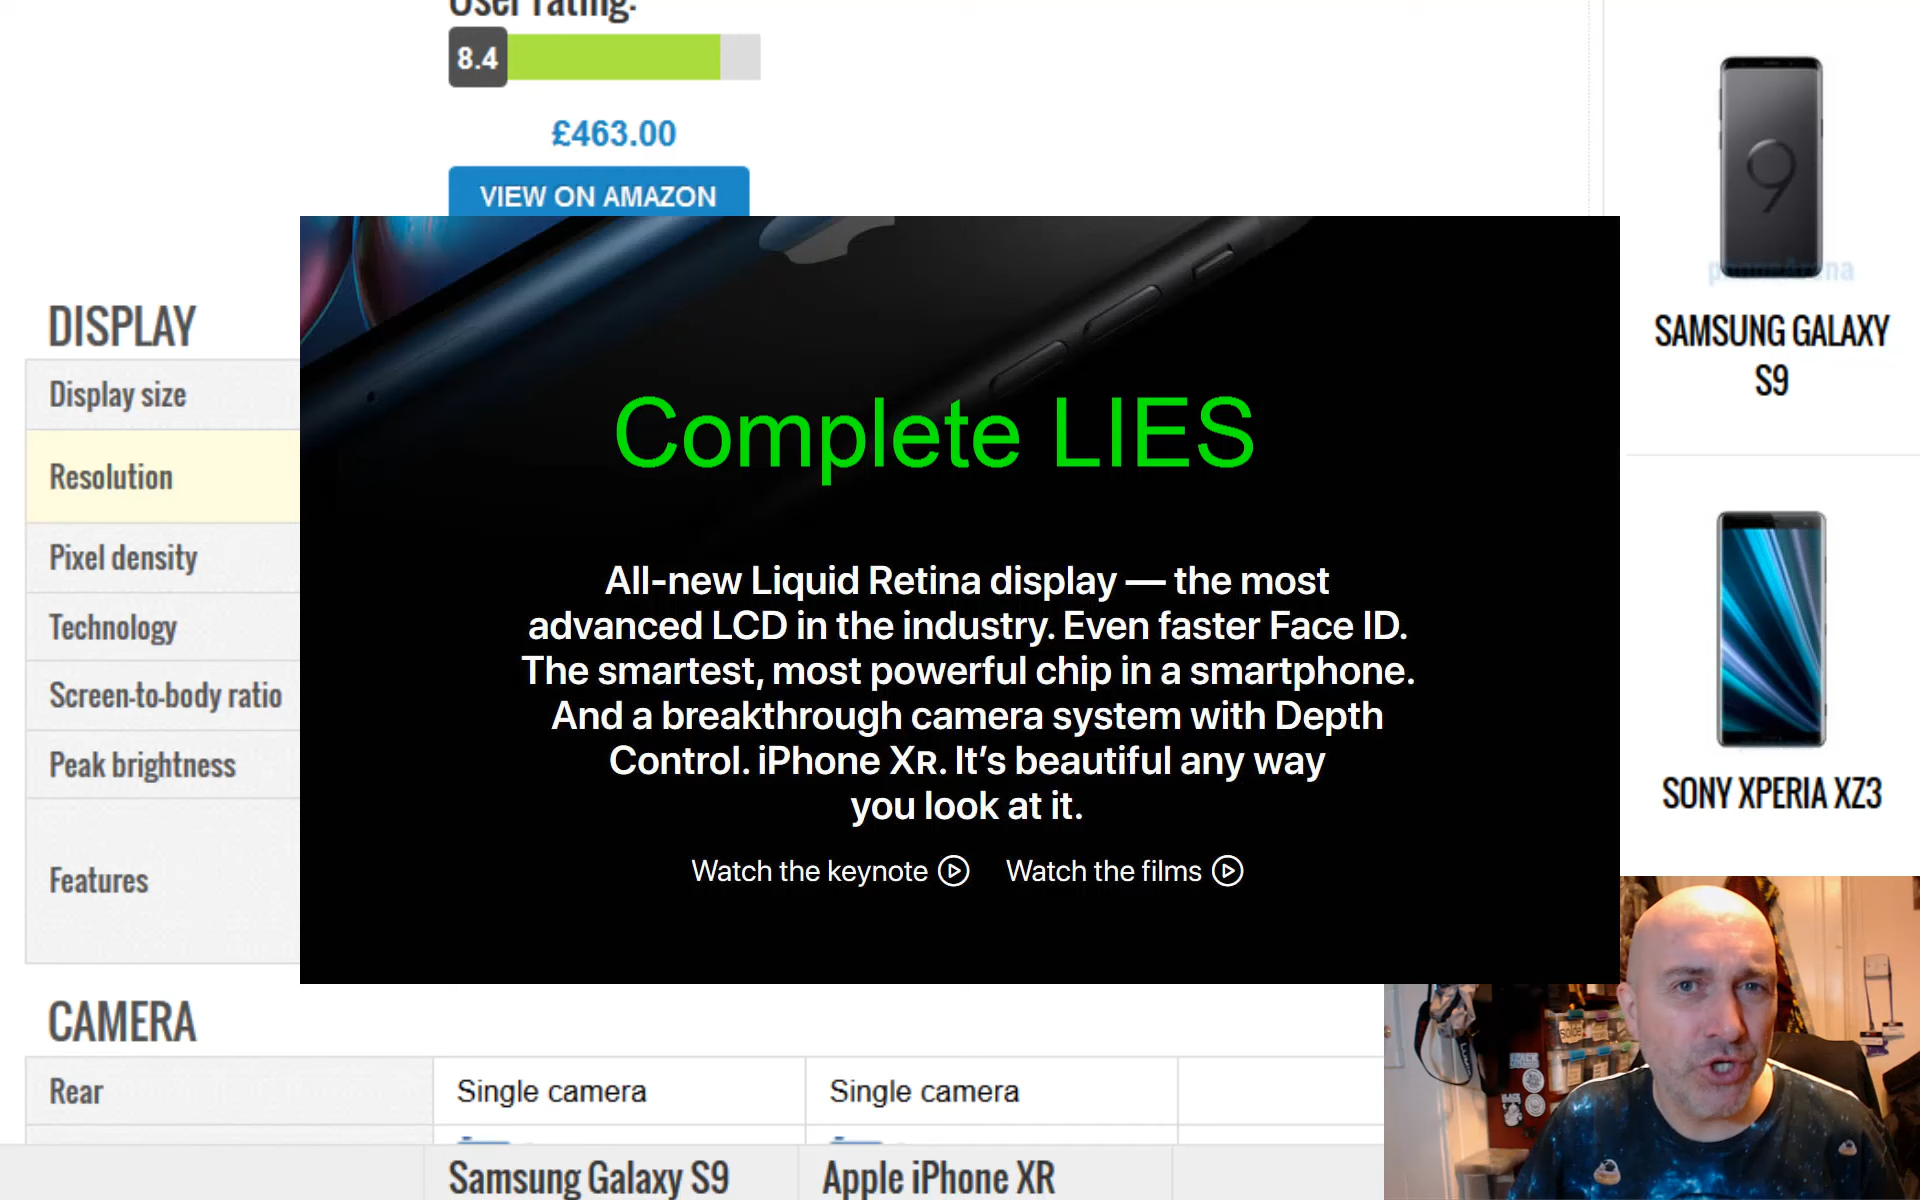 User rating:
8.4
£463.00
VIEW ON AMAZON
DISPLAY
Display size
Resolution
Pixel density
Technology
Screen-to-body ratio
Peak brightness
Features
Complete LIES
All-new Liquid Retina display — the most
advanced LCD in the industry. Even faster Face ID.
The smartest, most powerful chip in a smartphone.
And a breakthrough camera system with Depth
Control. iPhone XR. It’s beautiful any way
you look at it.
Watch the keynote
Watch the films
9
phoneArena
SAMSUNG GALAXY
S9
SONY XPERIA XZ3
CAMERA
Rear
Single camera
Single camera
Samsung Galaxy S9
Apple iPhone XR